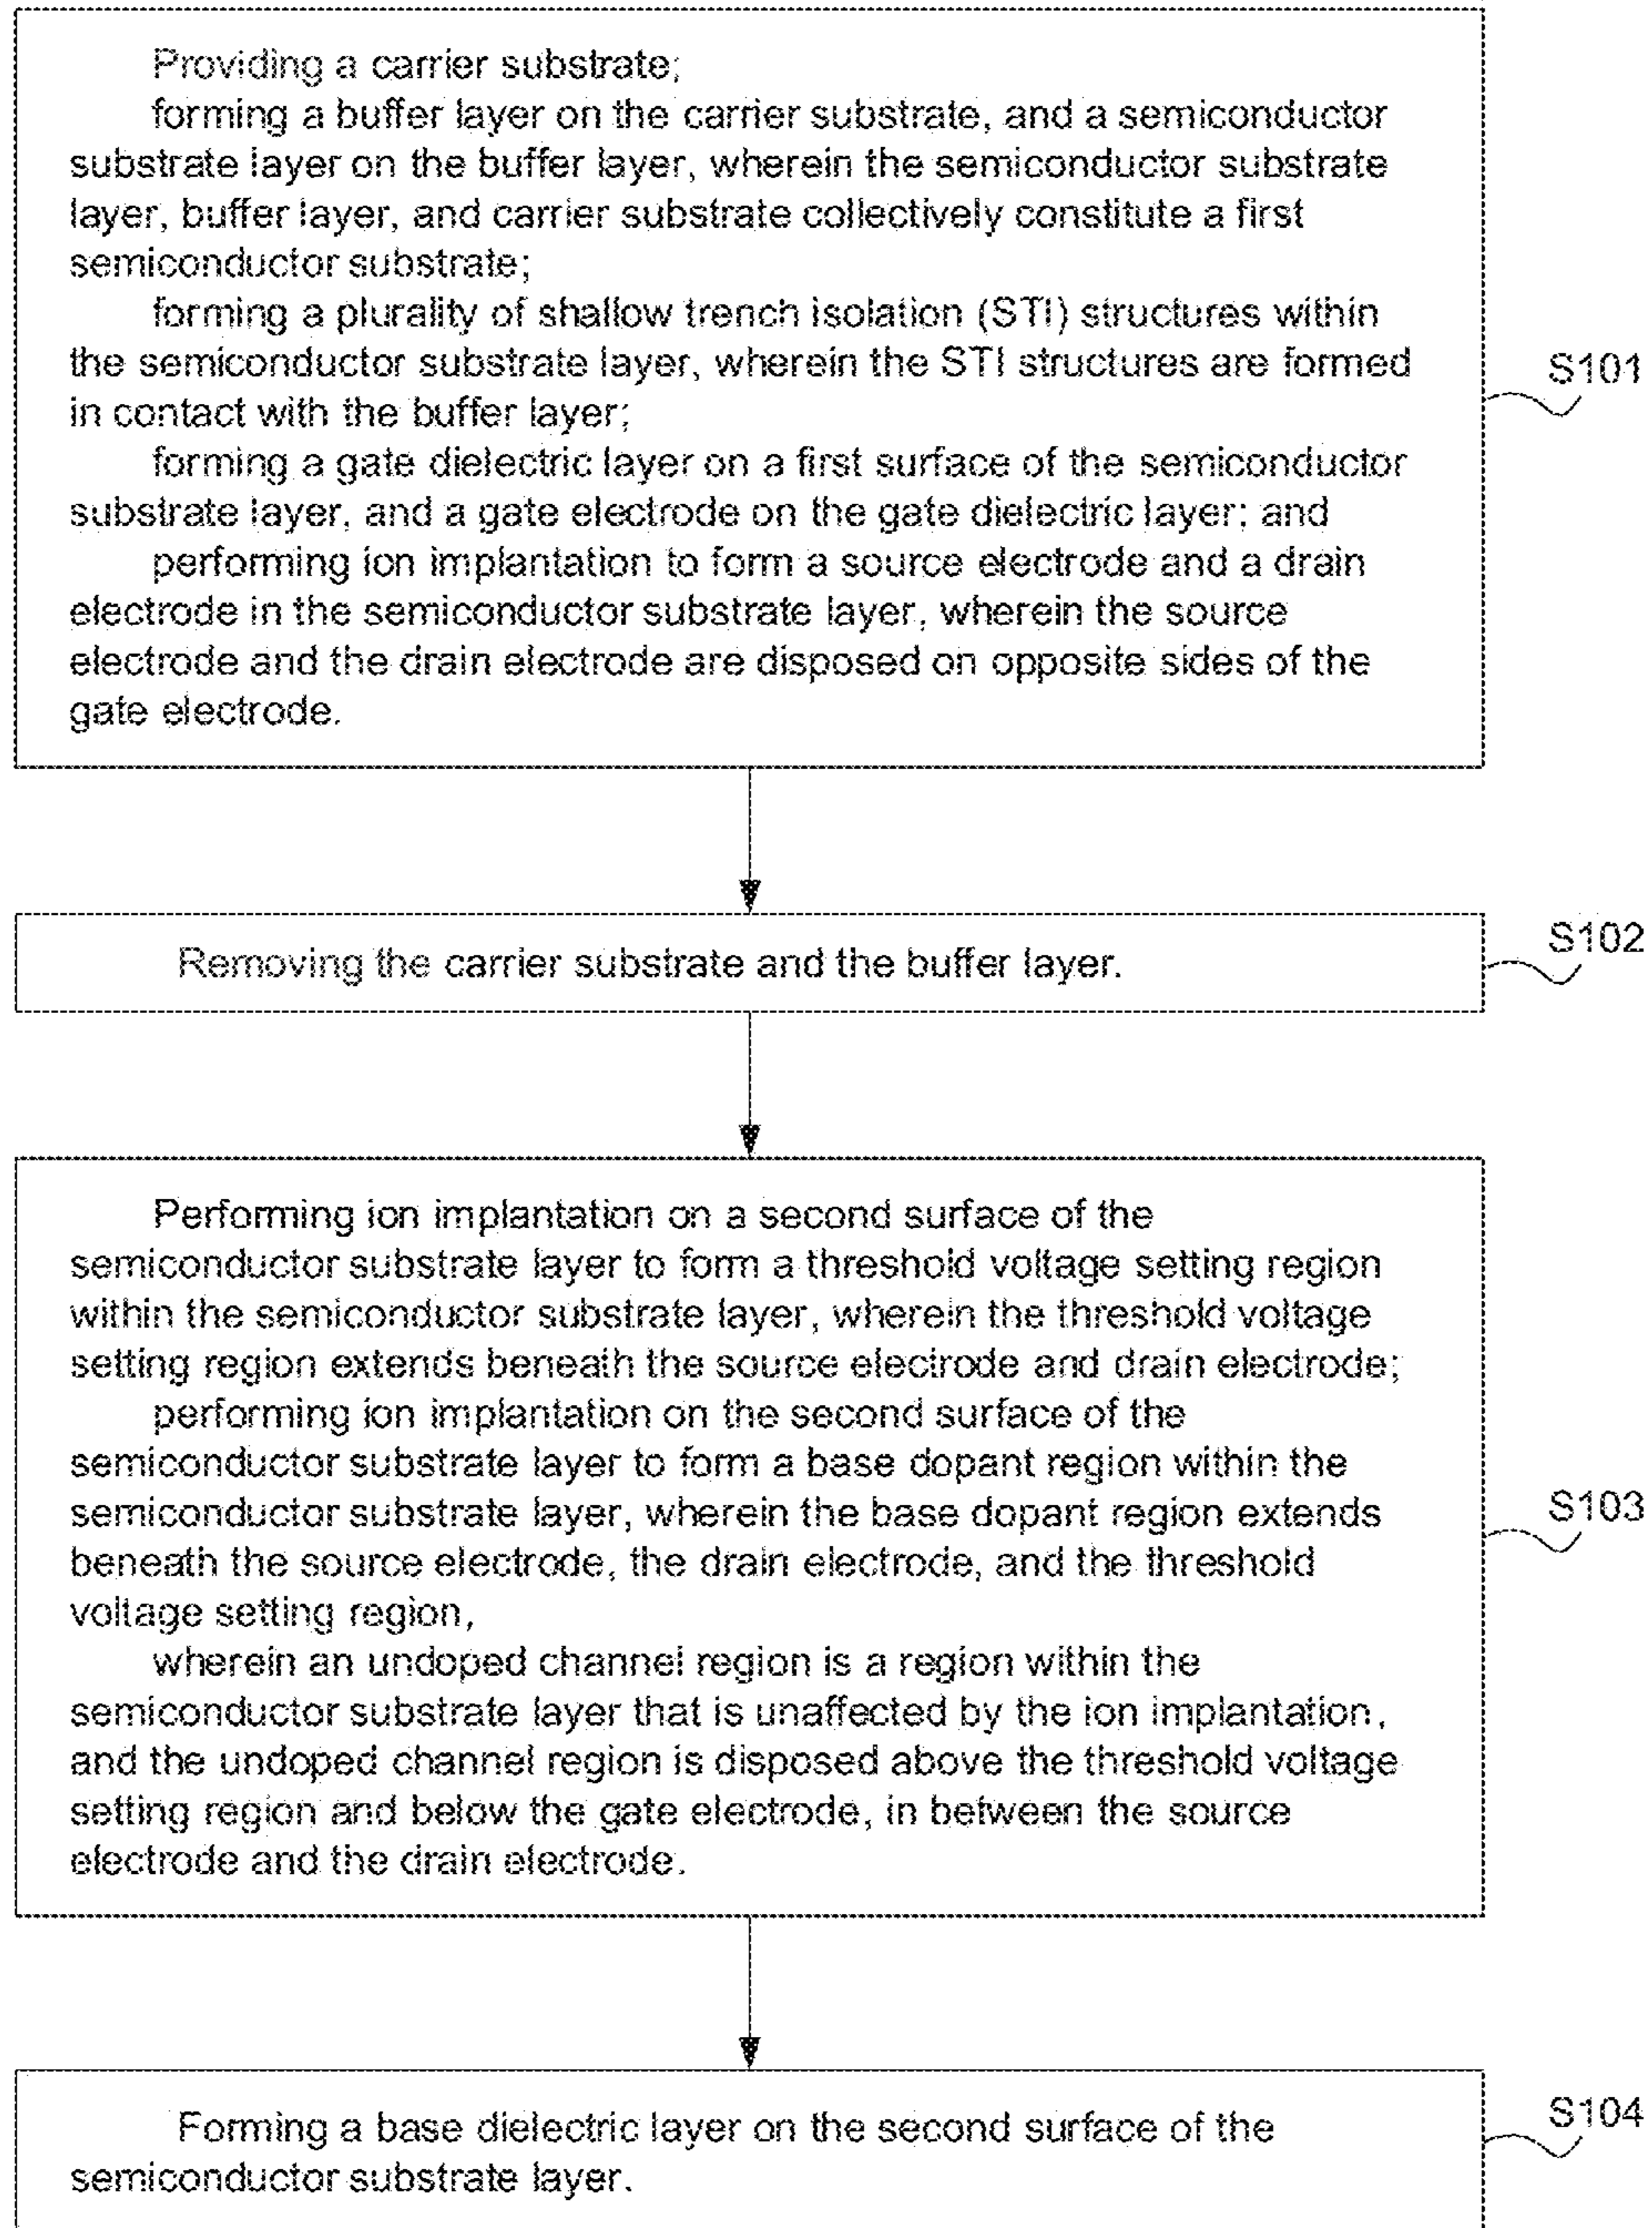 Providing a carrier substrate;
forming a buffer layer on the carrier substrate, and a semiconductor
substrate layer on the buffer layer, wherein the semiconductor substrate
layer, buffer layer, and carrier substrate collectively constitute a first
semiconductor substrate;
forming a plurality of shallow trench isolation (STI) structures within
the semiconductor substrate layer, wherein the STI structures are formed
in contact with the buffer layer;
forming a gate dielectric layer on a first surface of the semiconductor
substrate layer, and a gate electrode on the gate dielectric layer; and
performing ion implantation to form a source electrode and a drain
electrode in the semiconductor substrate layer, wherein the source
electrode and the drain electrode are disposed on opposite sides of the
gate electrode.
S101
Removing the carrier substrate and the buffer layer.
S102
Performing ion implantation on a second surface of the
semiconductor substrate layer to form a threshold voltage setting region
within the semiconductor substrate layer, wherein the threshold voltage
setting region extends beneath the source electrode and drain electrode;
performing ion implantation on the second surface of the
semiconductor substrate layer to form a base dopant region within the
semiconductor substrate layer, wherein the base dopant region extends
beneath the source electrode, the drain electrode, and the threshold
voltage setting region,
wherein an undoped channel region is a region within the
semiconductor substrate layer that is unaffected by the ion implantation,
and the undoped channel region is disposed above the threshold voltage
setting region and below the gate electrode, in between the source
electrode and the drain electrode.
S103
Forming a base dielectric layer on the second surface of the
semiconductor substrate layer.
S104